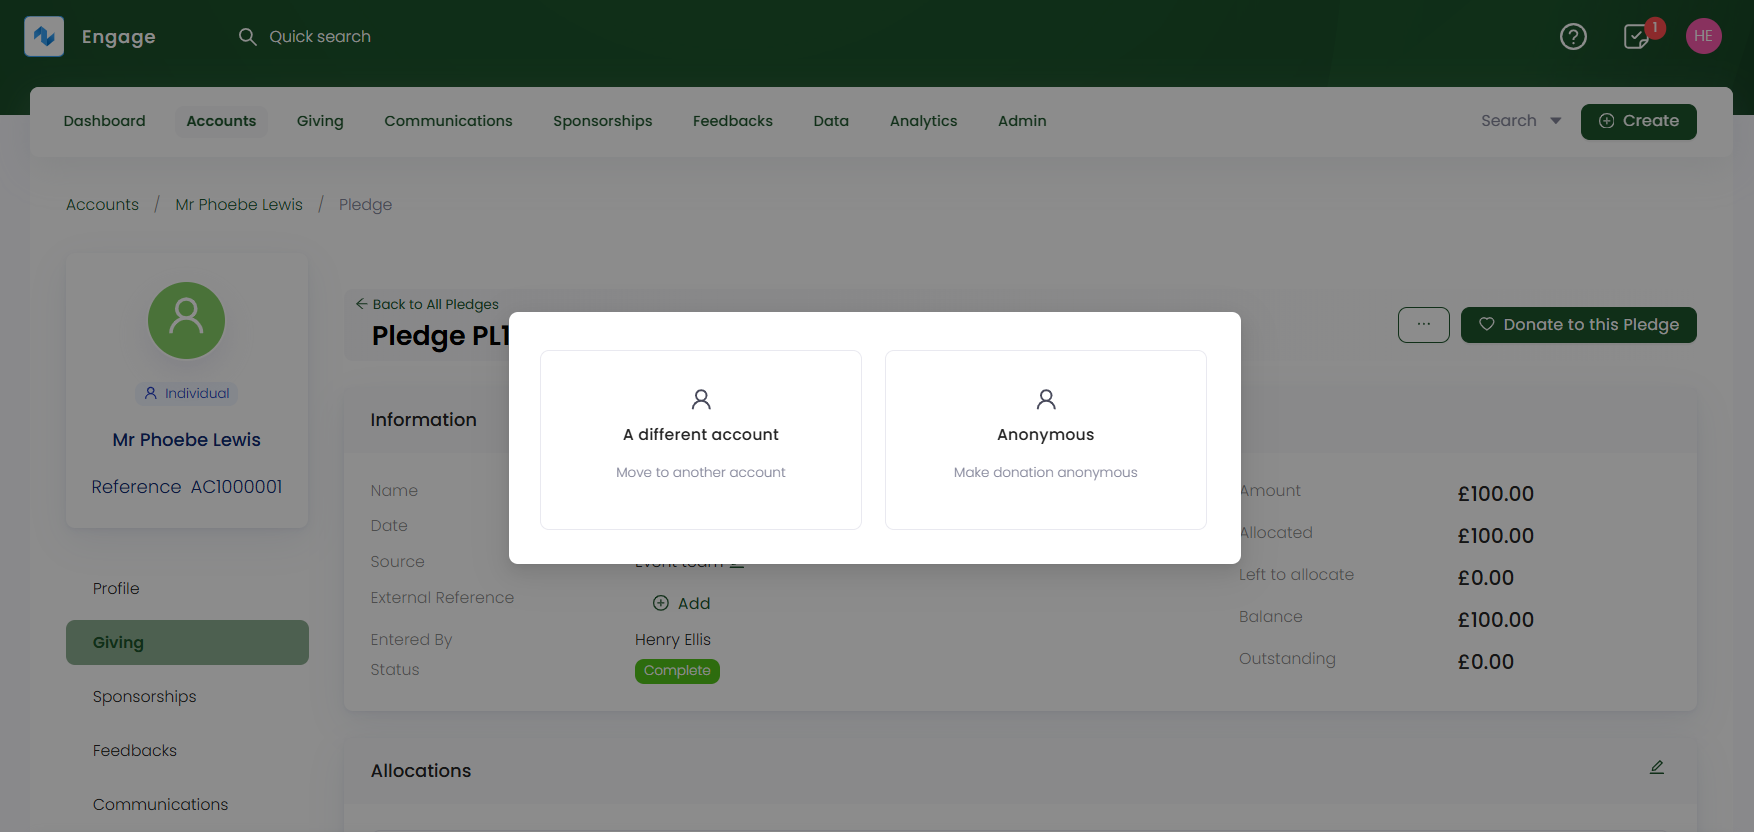 Engage
Quick search
1
HE
Dashboard
Accounts
Giving
Communications
Sponsorships
Feedbacks
Data
Analytics
Admin
Search
Create
Accounts / Mr Phoebe Lewis / Pledge
Individual
Mr Phoebe Lewis
Reference AC1000001
Profile
Giving
Sponsorships
Feedbacks
Communications
Back to All Pledges
Pledge PL1
...
Donate to this Pledge
A different account
Move to another account
Anonymous
Make donation anonymous
Information
Name
Date
Source
External Reference
Add
Entered By
Henry Ellis
Status
Complete
Amount
£100.00
Allocated
£100.00
Left to allocate
£0.00
Balance
£100.00
Outstanding
£0.00
Allocations